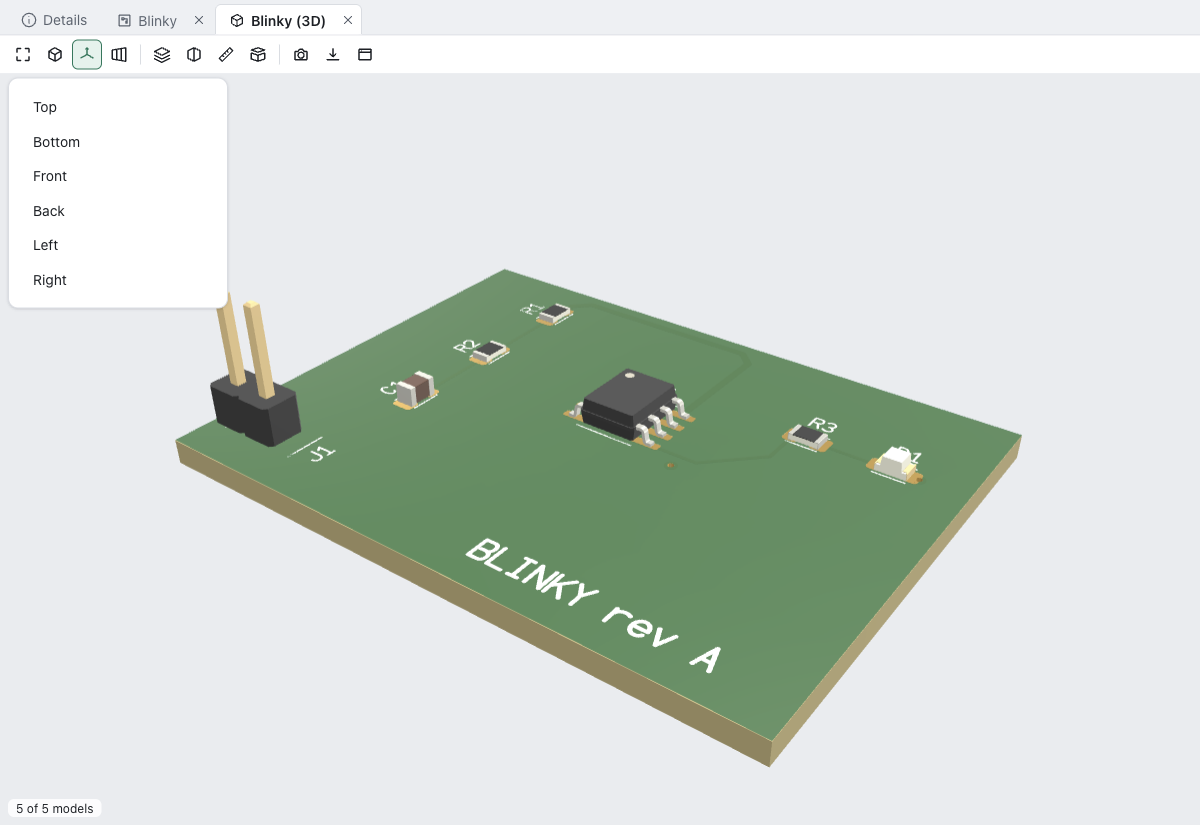 Details
Blinky
Blinky (3D)
Top
Bottom
Front
Back
Left
Right
R1
R2
C1
J1
R3
D1
BLINKY rev A
5 of 5 models